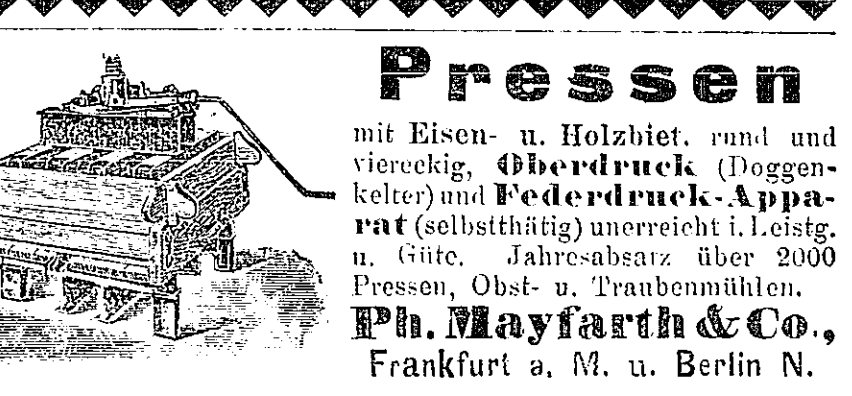 Pressen
mit Eisen- u. Holzbiet. rund und
viereckig, Oberdruck (Doggen-
kelter) und Federdruck-Appa-
rat (selbstthätig) unerreicht i. Leistg.
u. Güte. Jahresabsatz über 2000
Pressen, Obst- u. Traubenmühlen.
Ph. Mayfarth & Co.,
Frankfurt a. M. u. Berlin N.